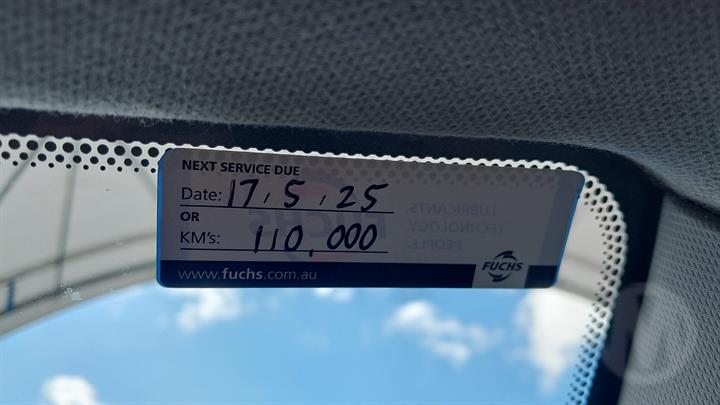 NEXT SERVICE DUE
Date: 17, 5, 25
OR
KM's: 110,000
www.fuchs.com.au
FUCHS
FUCHS
LUBRICANTS.
TECHNOLOGY.
PEOPLE.